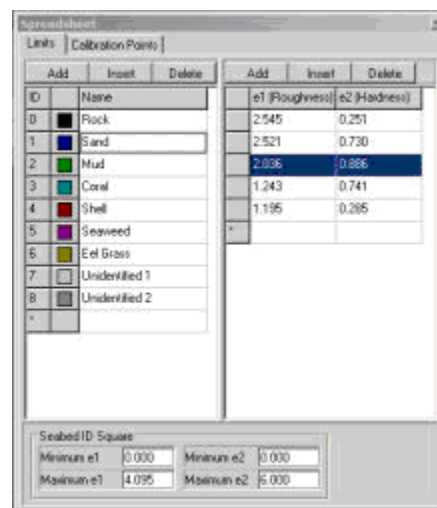 Spreadsheet
Limits Calibration Points
Add Insert Delete Add Insert Delete
ID Name e1 (Roughness) e2 (Hardness)
0 Rock 2.545 0.251
1 Sand 2.521 0.730
2 Mud 2.036 0.886
3 Coral 1.243 0.741
4 Shell 1.195 0.285
5 Seaweed *
6 Eel Grass
7 Unidentified 1
8 Unidentified 2
*
Seabed ID Square
Minimum e1 0.000 Minimum e2 0.000
Maximum e1 4.095 Maximum e2 6.000